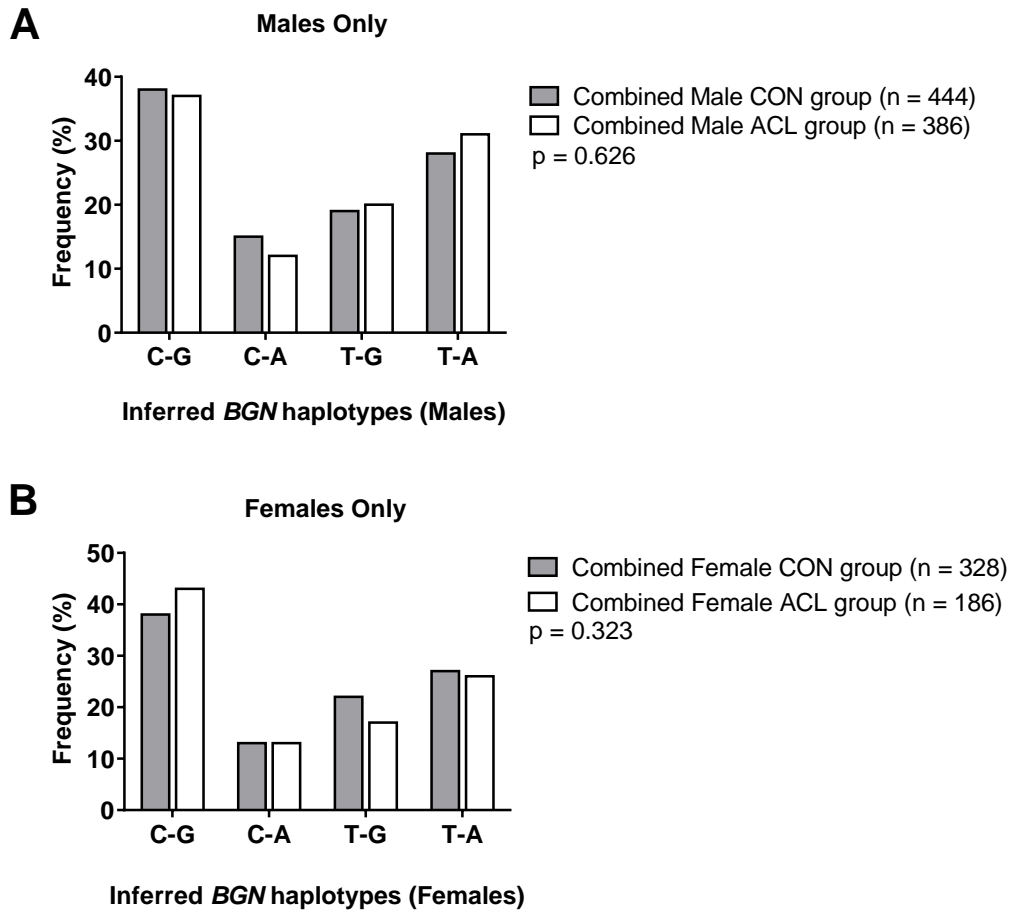 A
Males Only
Frequency (%)
40
30
20
10
0
C-G C-A T-G T-A
Inferred BGN haplotypes (Males)
Combined Male CON group (n = 444)
Combined Male ACL group (n = 386)
p = 0.626
B
Females Only
Frequency (%)
50
40
30
20
10
0
C-G C-A T-G T-A
Inferred BGN haplotypes (Females)
Combined Female CON group (n = 328)
Combined Female ACL group (n = 186)
p = 0.323